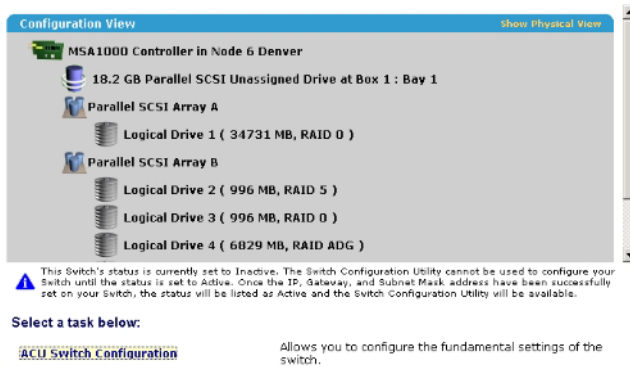 Configuration View
Show Physical View
MSA1000 Controller in Node 6 Denver
18.2 GB Parallel SCSI Unassigned Drive at Box 1 : Bay 1
Parallel SCSI Array A
Logical Drive 1 ( 34731 MB, RAID 0 )
Parallel SCSI Array B
Logical Drive 2 ( 996 MB, RAID 5 )
Logical Drive 3 ( 996 MB, RAID 0 )
Logical Drive 4 ( 6829 MB, RAID ADG )
This Switch's status is currently set to Inactive. The Switch Configuration Utility cannot be used to configure your
Switch until the status is set to Active. Once the IP, Gateway, and Subnet Mask address have been successfully
set on your Switch, the status will be listed as Active and the Switch Configuration Utility will be available.
Select a task below:
ACU Switch Configuration
Allows you to configure the fundamental settings of the
switch.